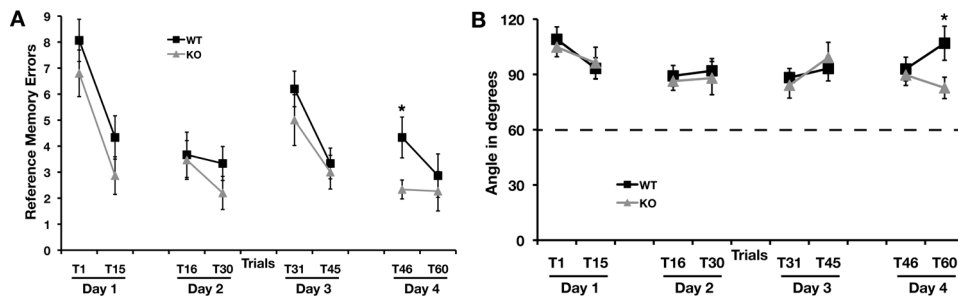 A
Reference Memory Errors
9
8
7
6
5
4
3
2
1
0
WT
KO
*
Trials
T1 T15 T16 T30 T31 T45 T46 T60
Day 1 Day 2 Day 3 Day 4
B
Angle in degrees
120
90
60
30
0
*
WT
KO
Trials
T1 T15 T16 T30 T31 T45 T46 T60
Day 1 Day 2 Day 3 Day 4